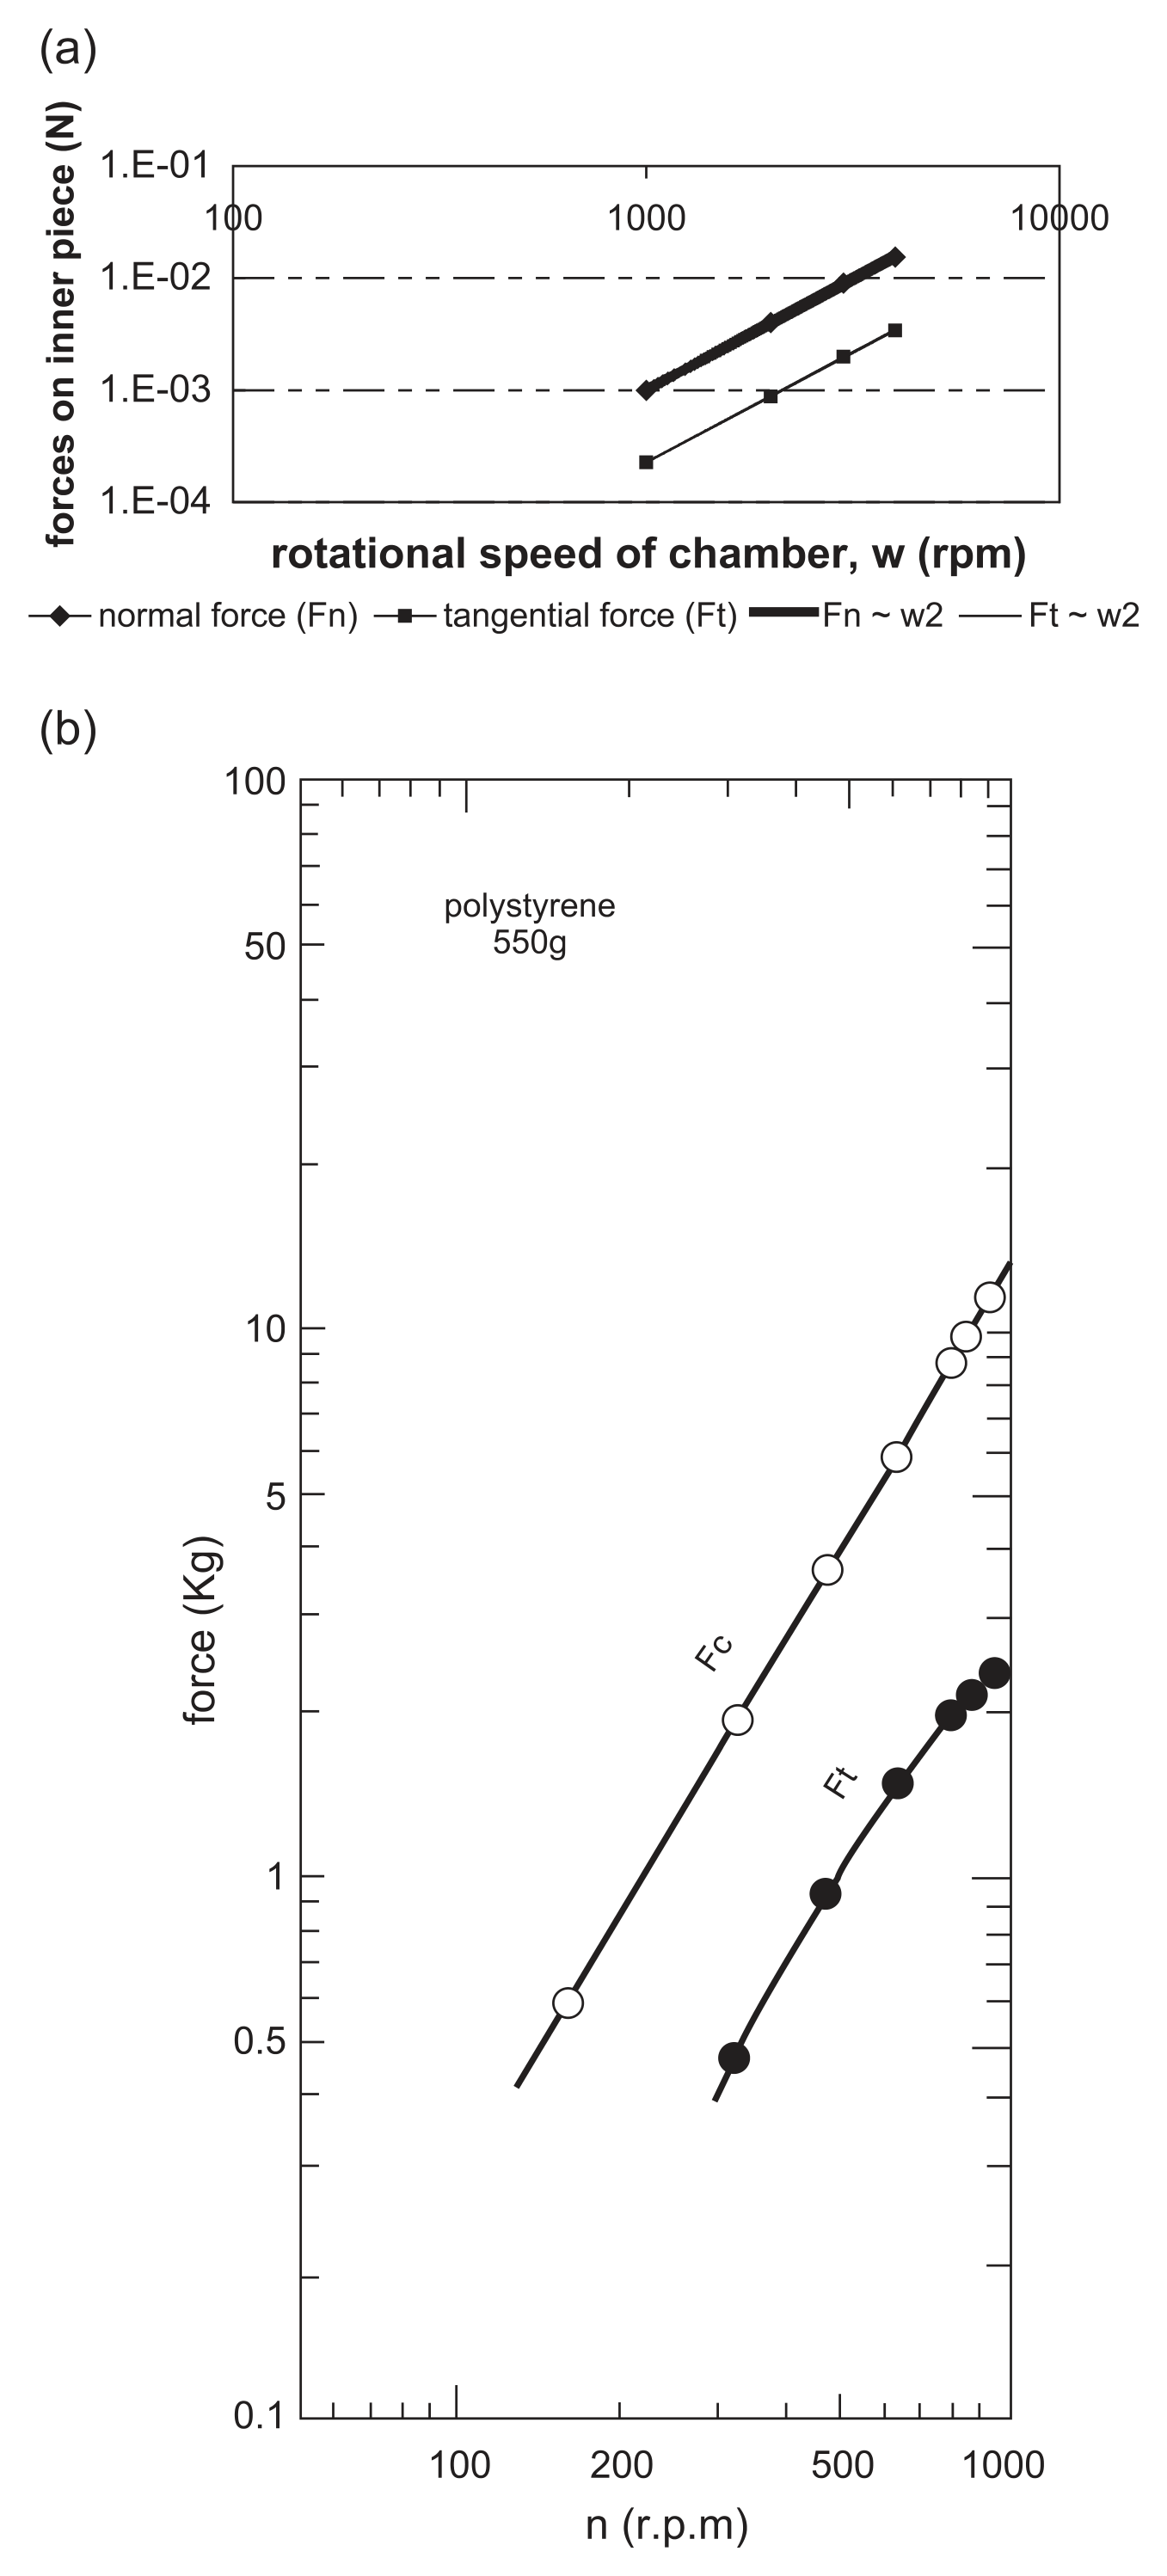 (a)
forces on inner piece (N)
1.E-01
100 1000 10000
1.E-02
1.E-03
1.E-04
rotational speed of chamber, w (rpm)
normal force (Fn) tangential force (Ft) Fn ~ w2 Ft ~ w2
(b)
100
polystyrene
550g
50
10
5
force (Kg)
Fc
Ft
1
0.5
0.1
100 200 500 1000
n (r.p.m)